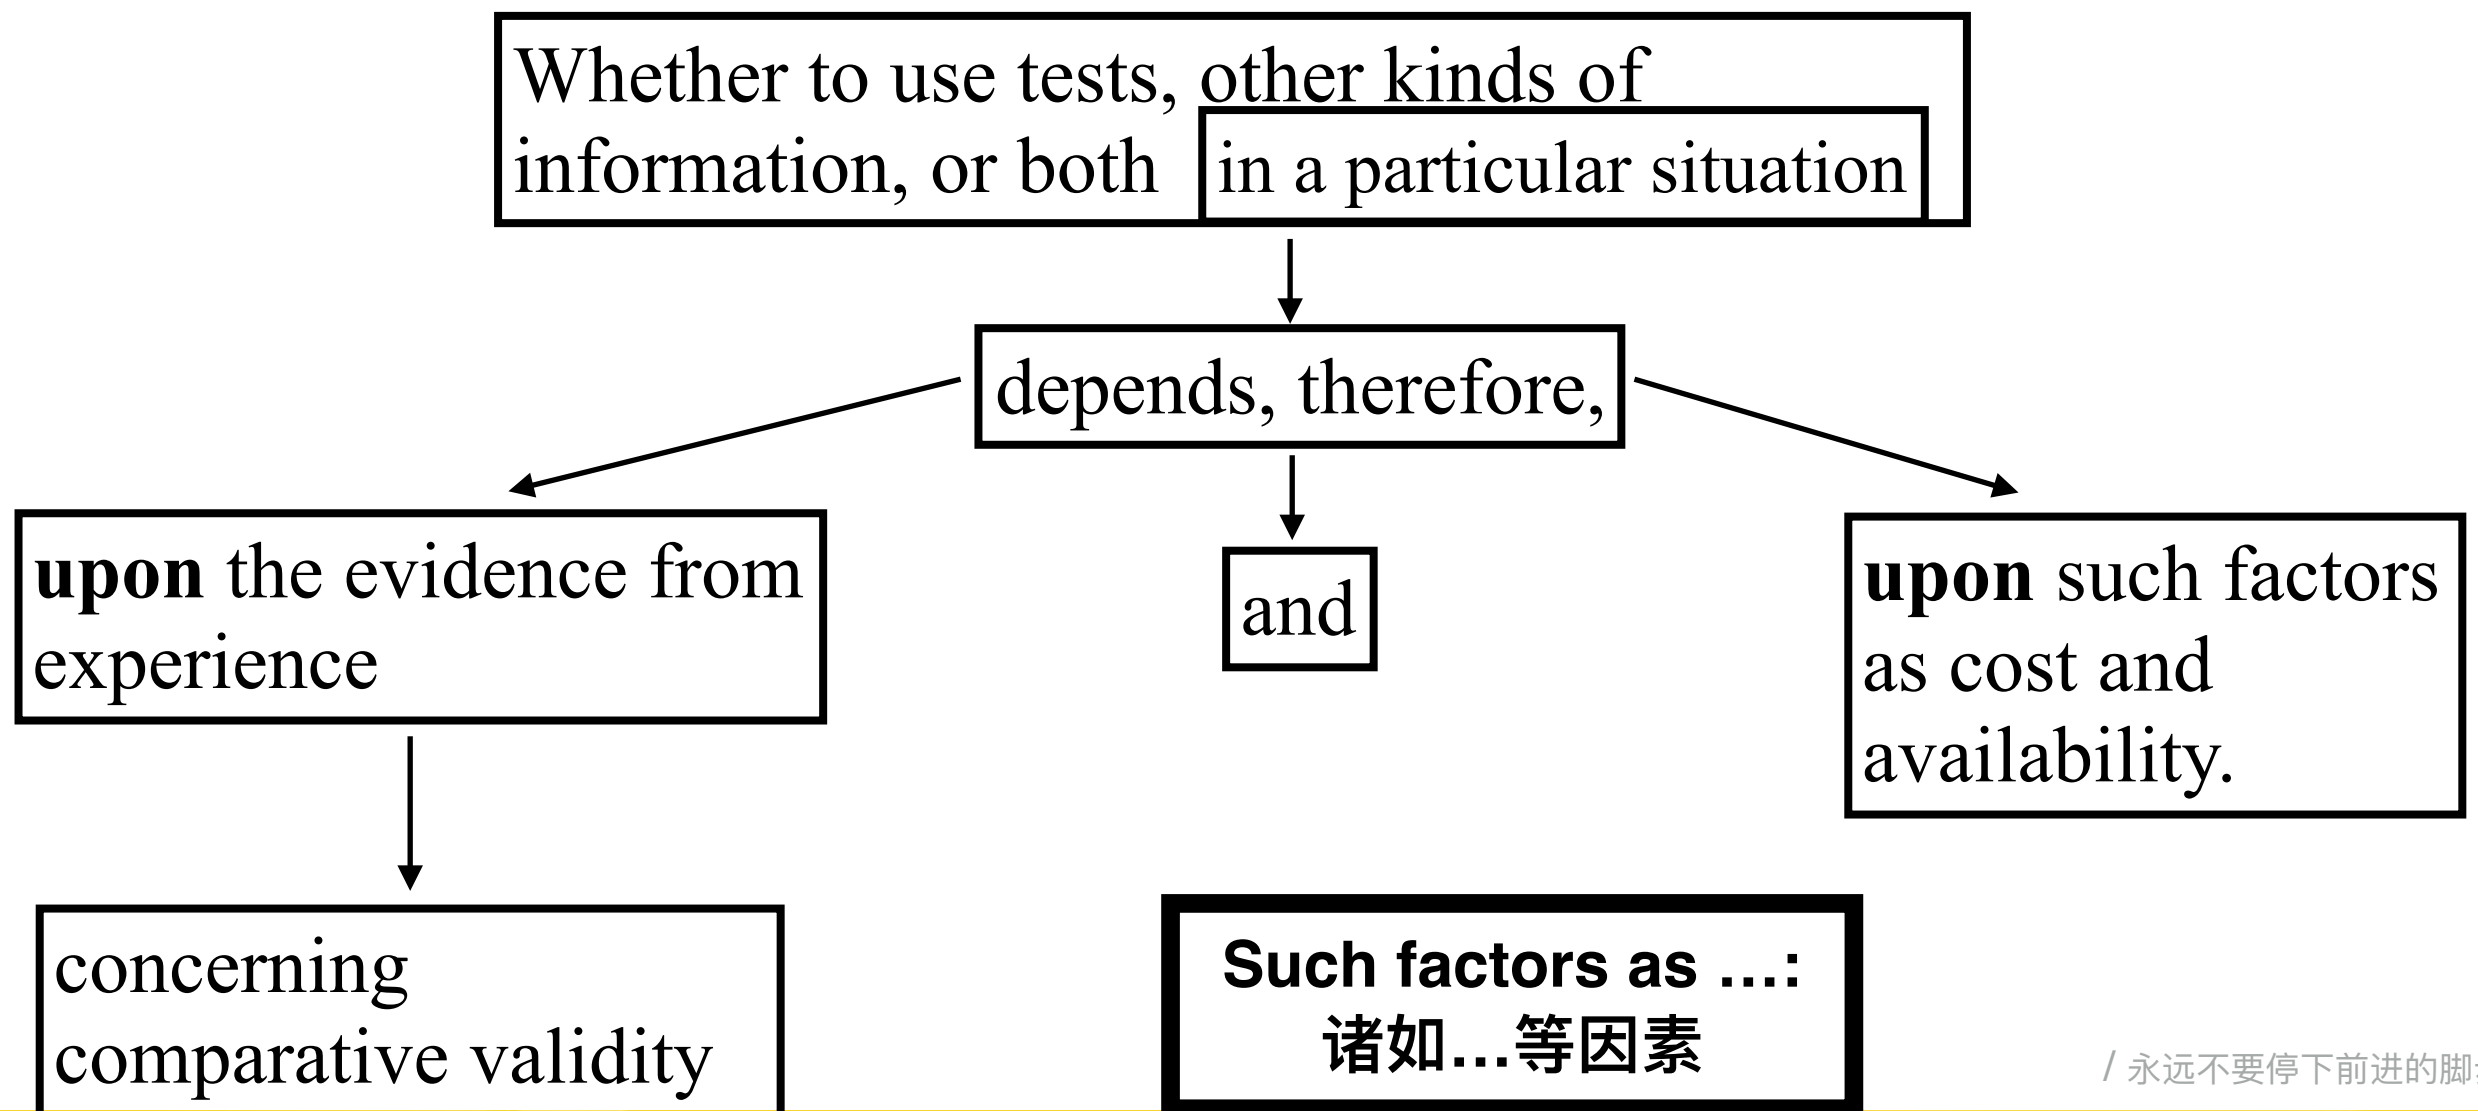 Whether to use tests, other kinds of
information, or both in a particular situation
depends, therefore,
upon the evidence from
experience
and
upon such factors
as cost and
availability.
concerning
comparative validity
Such factors as …:
诸如…等因素
/ 永远不要停下前进的脚